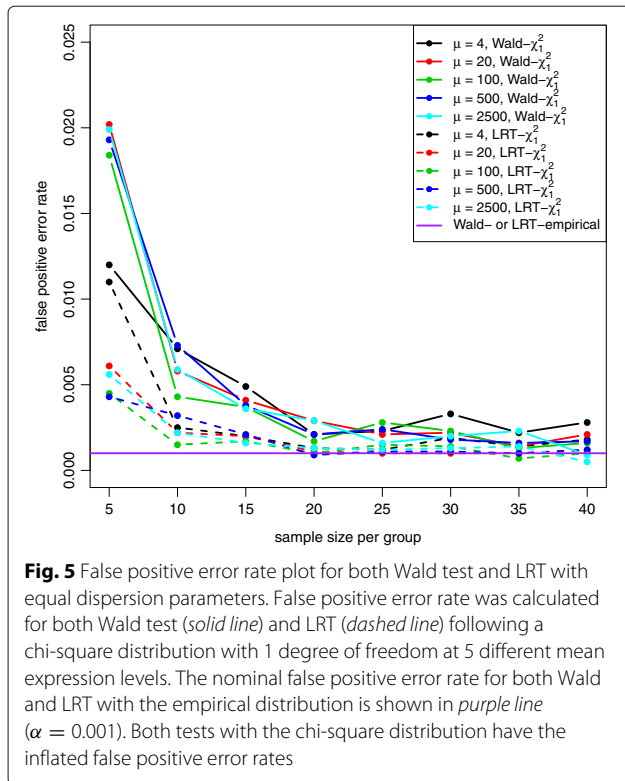 0.025
0.020
0.015
0.010
0.005
0.000
false positive error rate
μ = 4, Wald−χ²₁
μ = 20, Wald−χ²₁
μ = 100, Wald−χ²₁
μ = 500, Wald−χ²₁
μ = 2500, Wald−χ²₁
μ = 4, LRT−χ²₁
μ = 20, LRT−χ²₁
μ = 100, LRT−χ²₁
μ = 500, LRT−χ²₁
μ = 2500, LRT−χ²₁
Wald− or LRT−empirical
5 10 15 20 25 30 35 40
sample size per group
Fig. 5 False positive error rate plot for both Wald test and LRT with
equal dispersion parameters. False positive error rate was calculated
for both Wald test (solid line) and LRT (dashed line) following a
chi-square distribution with 1 degree of freedom at 5 different mean
expression levels. The nominal false positive error rate for both Wald
and LRT with the empirical distribution is shown in purple line
(α = 0.001). Both tests with the chi-square distribution have the
inflated false positive error rates